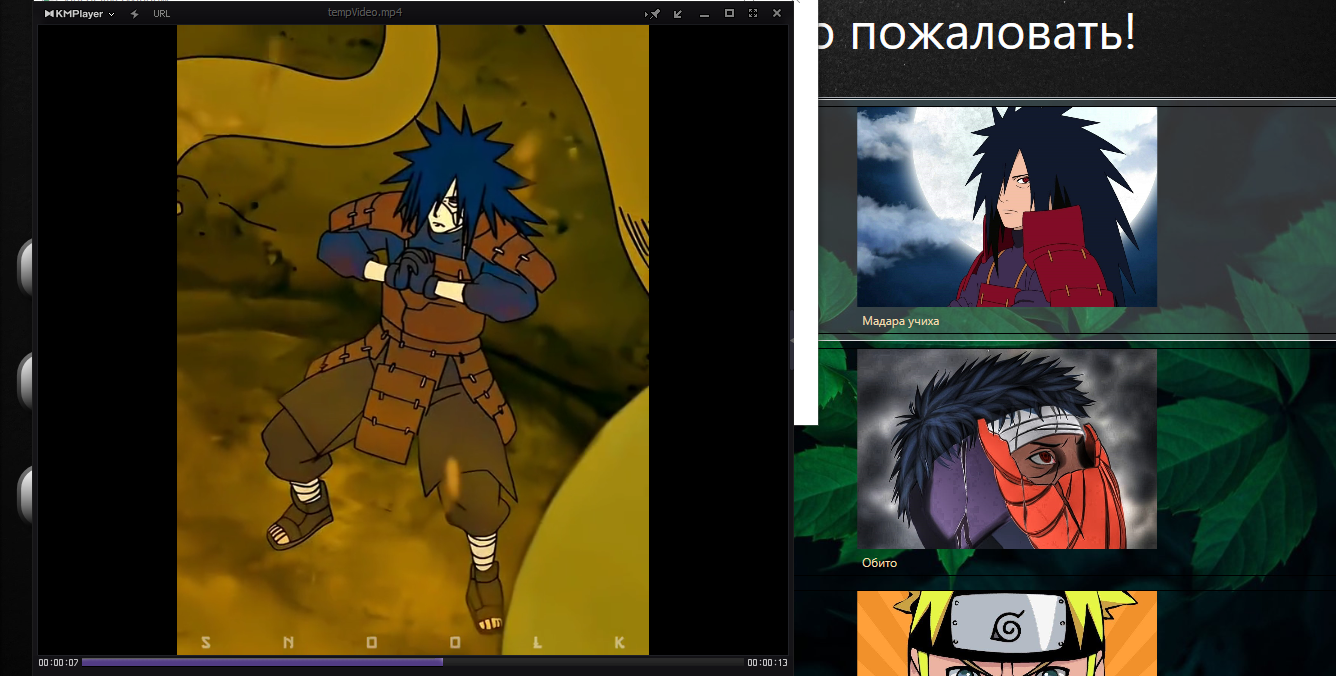 KMPlayer
URL
tempVideo.mp4
о пожаловать!
Мадара учиха
Обито
S N O O L K
00:00:07
00:00:13